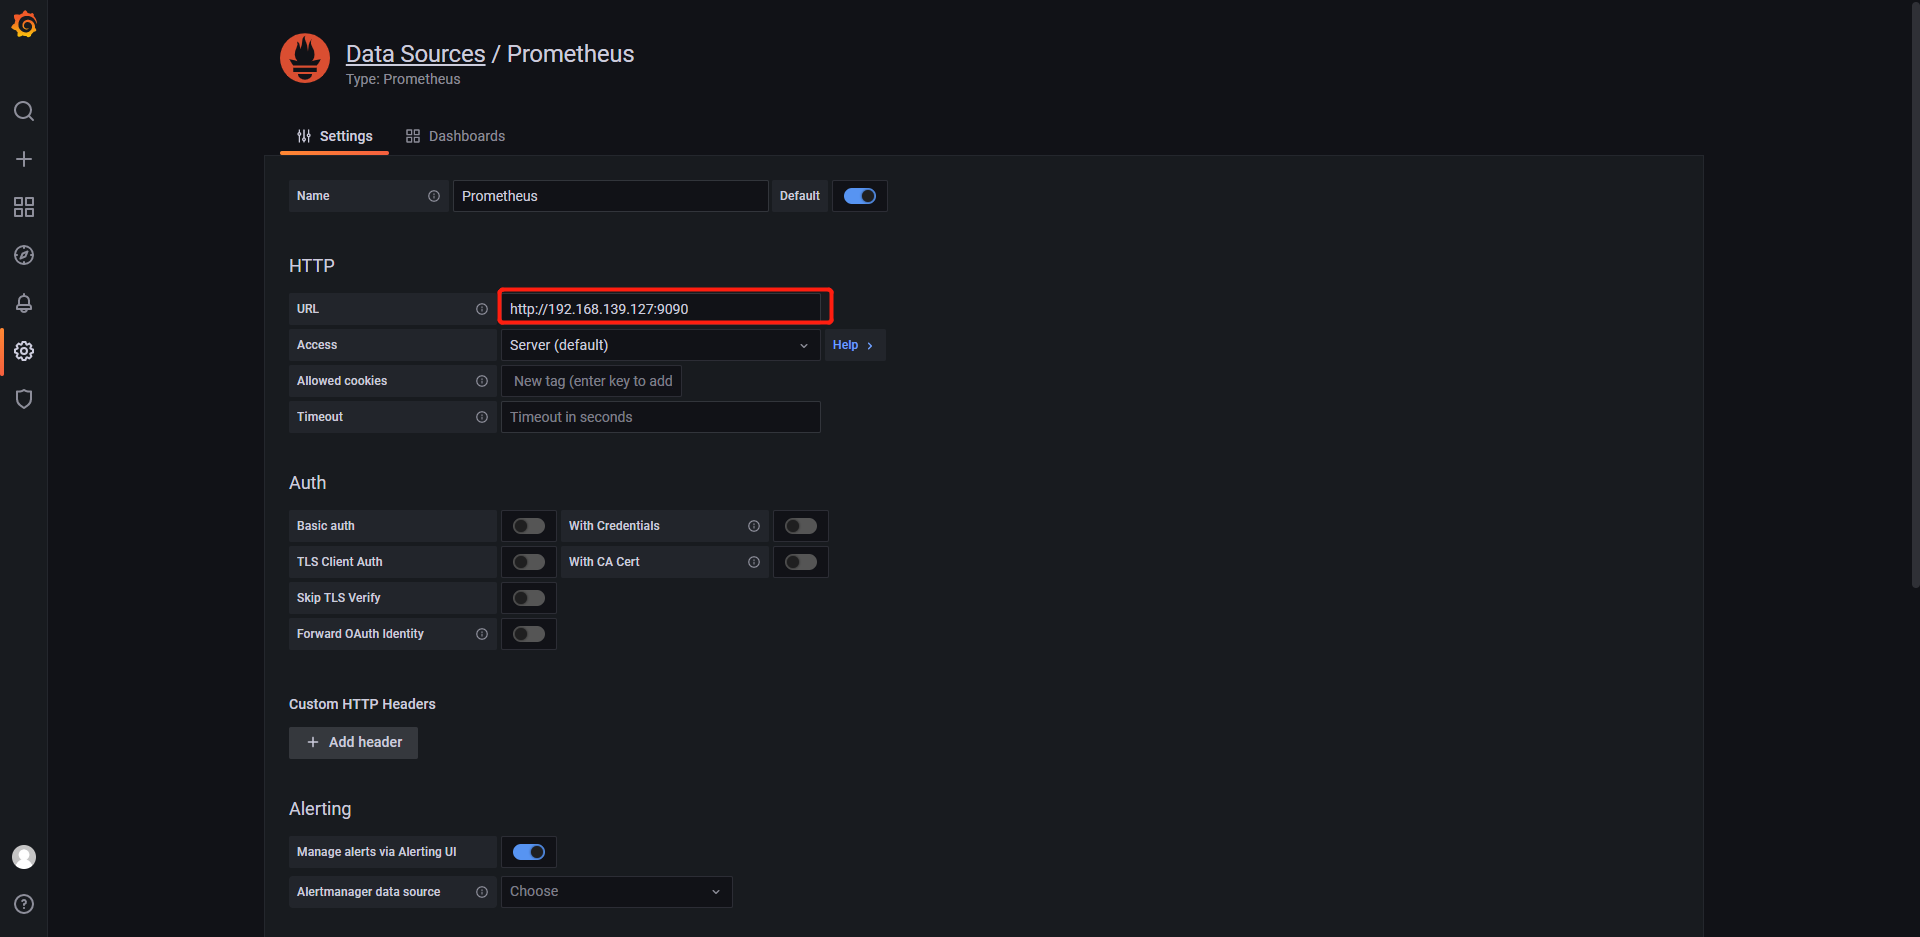 Data Sources / Prometheus
Type: Prometheus
Settings Dashboards
Name Prometheus Default
HTTP
URL http://192.168.139.127:9090
Access Server (default) Help
Allowed cookies New tag (enter key to add
Timeout Timeout in seconds
Auth
Basic auth With Credentials
TLS Client Auth With CA Cert
Skip TLS Verify
Forward OAuth Identity
Custom HTTP Headers
Add header
Alerting
Manage alerts via Alerting UI
Alertmanager data source Choose